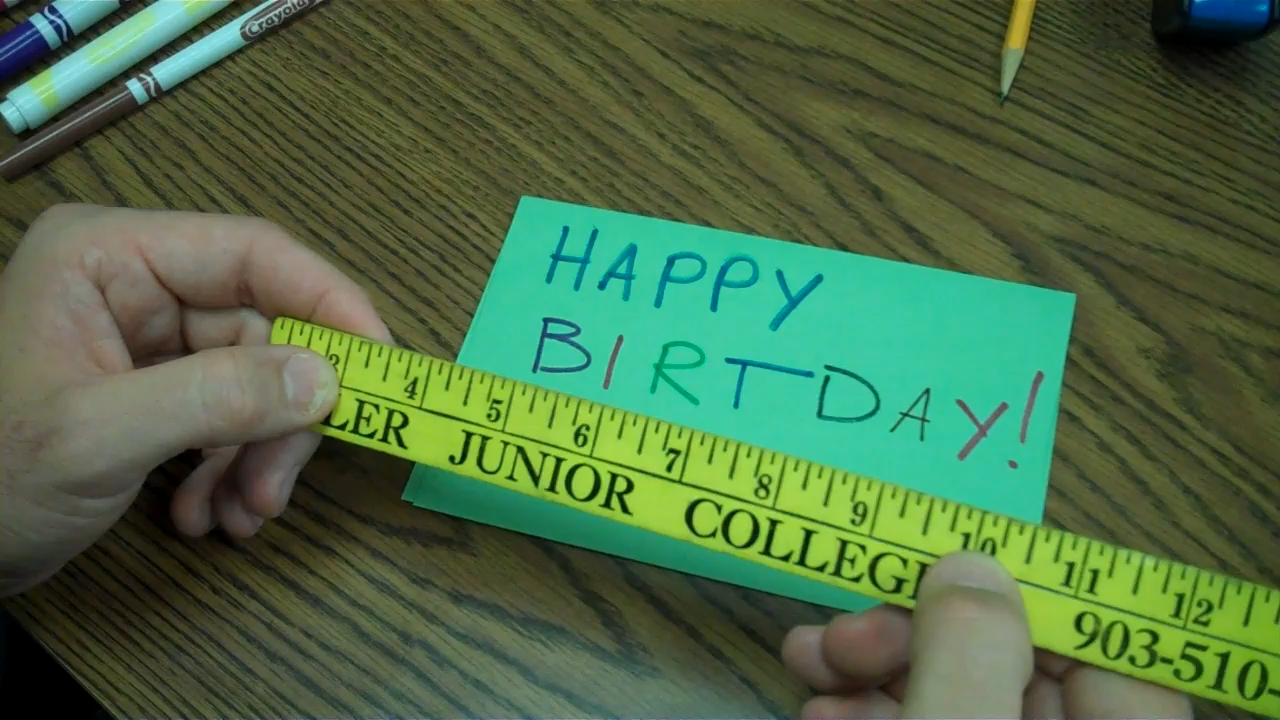 Crayola
HAPPY
BIRTDAY!
3 4 5 6 7 8 9 10 11 12
LER JUNIOR COLLEGE 903-510-